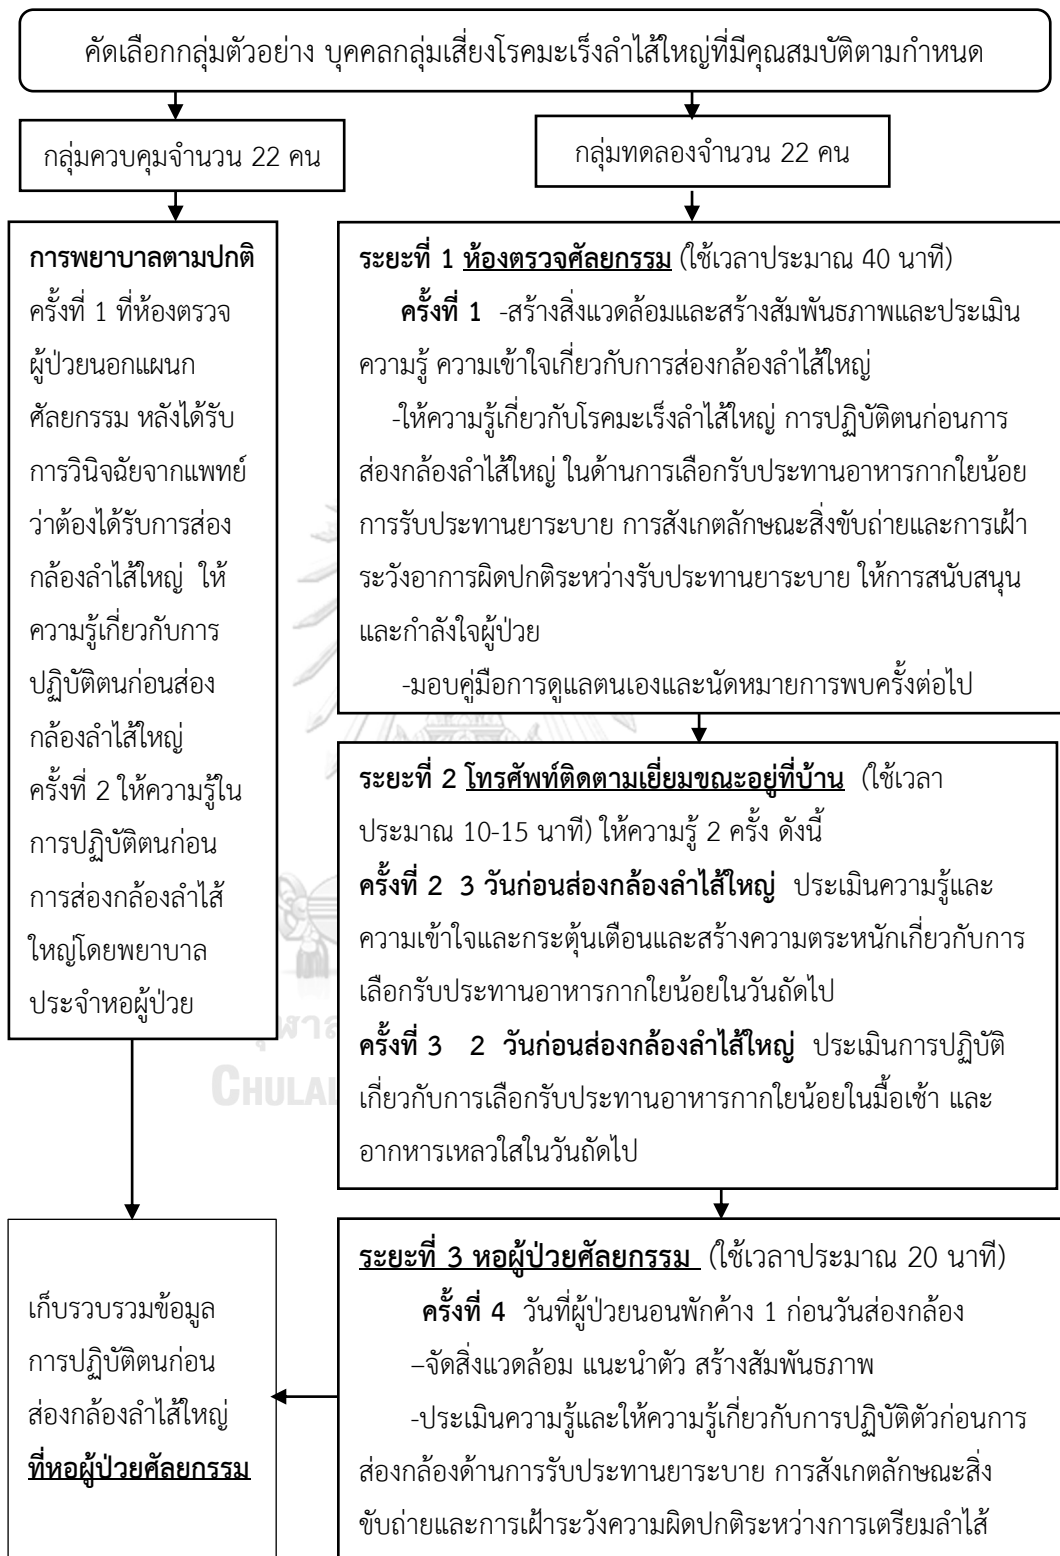 คัดเลือกกลุ่มตัวอย่าง บุคคลกลุ่มเสี่ยงโรคมะเร็งลำไส้ใหญ่ที่มีคุณสมบัติตามกำหนด
กลุ่มควบคุมจำนวน 22 คน
กลุ่มทดลองจำนวน 22 คน
การพยาบาลตามปกติ
ครั้งที่ 1 ที่ห้องตรวจ
ผู้ป่วยนอกแผนก
ศัลยกรรม หลังได้รับ
การวินิจฉัยจากแพทย์
ว่าต้องได้รับการส่อง
กล้องลำไส้ใหญ่ ให้
ความรู้เกี่ยวกับการ
ปฏิบัติตนก่อนส่อง
กล้องลำไส้ใหญ่
ครั้งที่ 2 ให้ความรู้ใน
การปฏิบัติตนก่อน
การส่องกล้องลำไส้
ใหญ่โดยพยาบาล
ประจำหอผู้ป่วย
ระยะที่ 1 ห้องตรวจศัลยกรรม (ใช้เวลาประมาณ 40 นาที)
ครั้งที่ 1 -สร้างสิ่งแวดล้อมและสร้างสัมพันธภาพและประเมิน
ความรู้ ความเข้าใจเกี่ยวกับการส่องกล้องลำไส้ใหญ่
-ให้ความรู้เกี่ยวกับโรคมะเร็งลำไส้ใหญ่ การปฏิบัติตนก่อนการ
ส่องกล้องลำไส้ใหญ่ ในด้านการเลือกรับประทานอาหารกากใยน้อย
การรับประทานยาระบาย การสังเกตลักษณะสิ่งขับถ่ายและการเฝ้า
ระวังอาการผิดปกติระหว่างรับประทานยาระบาย ให้การสนับสนุน
และกำลังใจผู้ป่วย
-มอบคู่มือการดูแลตนเองและนัดหมายการพบครั้งต่อไป
ระยะที่ 2 โทรศัพท์ติดตามเยี่ยมขณะอยู่ที่บ้าน (ใช้เวลา
ประมาณ 10-15 นาที) ให้ความรู้ 2 ครั้ง ดังนี้
ครั้งที่ 2 3 วันก่อนส่องกล้องลำไส้ใหญ่ ประเมินความรู้และ
ความเข้าใจและกระตุ้นเตือนและสร้างความตระหนักเกี่ยวกับการ
เลือกรับประทานอาหารกากใยน้อยในวันถัดไป
ครั้งที่ 3 2 วันก่อนส่องกล้องลำไส้ใหญ่ ประเมินการปฏิบัติ
เกี่ยวกับการเลือกรับประทานอาหารกากใยน้อยในมื้อเช้า และ
อากหารเหลวใสในวันถัดไป
CHULAL
เก็บรวบรวมข้อมูล
การปฏิบัติตนก่อน
ส่องกล้องลำไส้ใหญ่
ที่หอผู้ป่วยศัลยกรรม
ระยะที่ 3 หอผู้ป่วยศัลยกรรม (ใช้เวลาประมาณ 20 นาที)
ครั้งที่ 4 วันที่ผู้ป่วยนอนพักค้าง 1 ก่อนวันส่องกล้อง
–จัดสิ่งแวดล้อม แนะนำตัว สร้างสัมพันธภาพ
-ประเมินความรู้และให้ความรู้เกี่ยวกับการปฏิบัติตัวก่อนการ
ส่องกล้องด้านการรับประทานยาระบาย การสังเกตลักษณะสิ่ง
ขับถ่ายและการเฝ้าระวังความผิดปกติระหว่างการเตรียมลำไส้